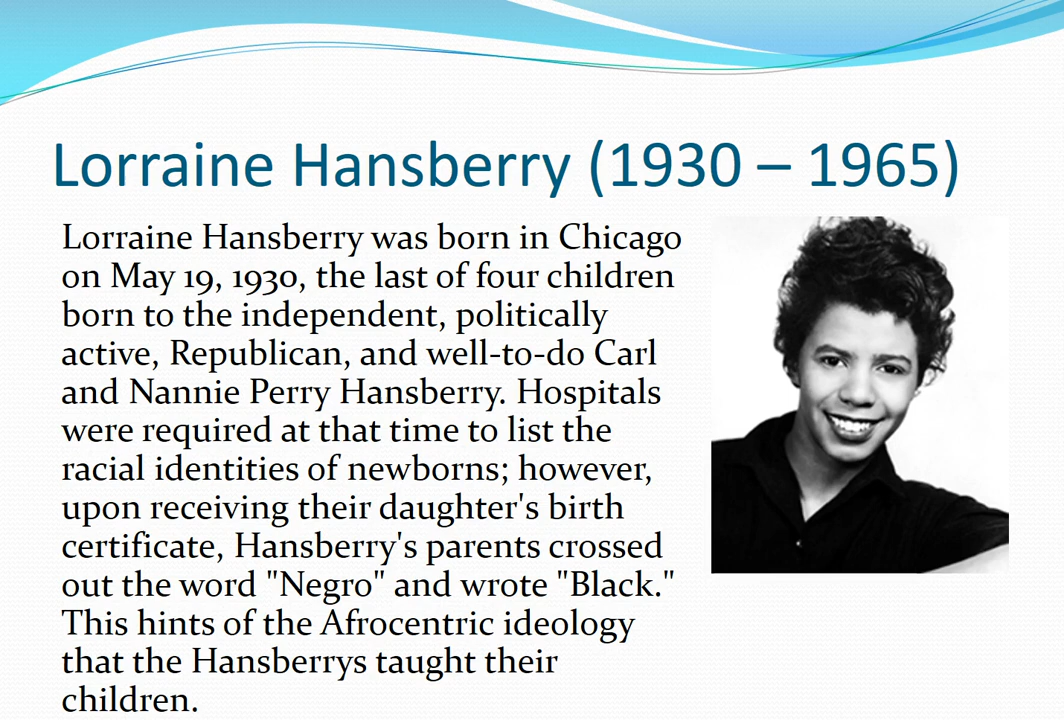 Lorraine Hansberry (1930 – 1965)
Lorraine Hansberry was born in Chicago
on May 19, 1930, the last of four children
born to the independent, politically
active, Republican, and well-to-do Carl
and Nannie Perry Hansberry. Hospitals
were required at that time to list the
racial identities of newborns; however,
upon receiving their daughter's birth
certificate, Hansberry's parents crossed
out the word "Negro" and wrote "Black."
This hints of the Afrocentric ideology
that the Hansberrys taught their
children.